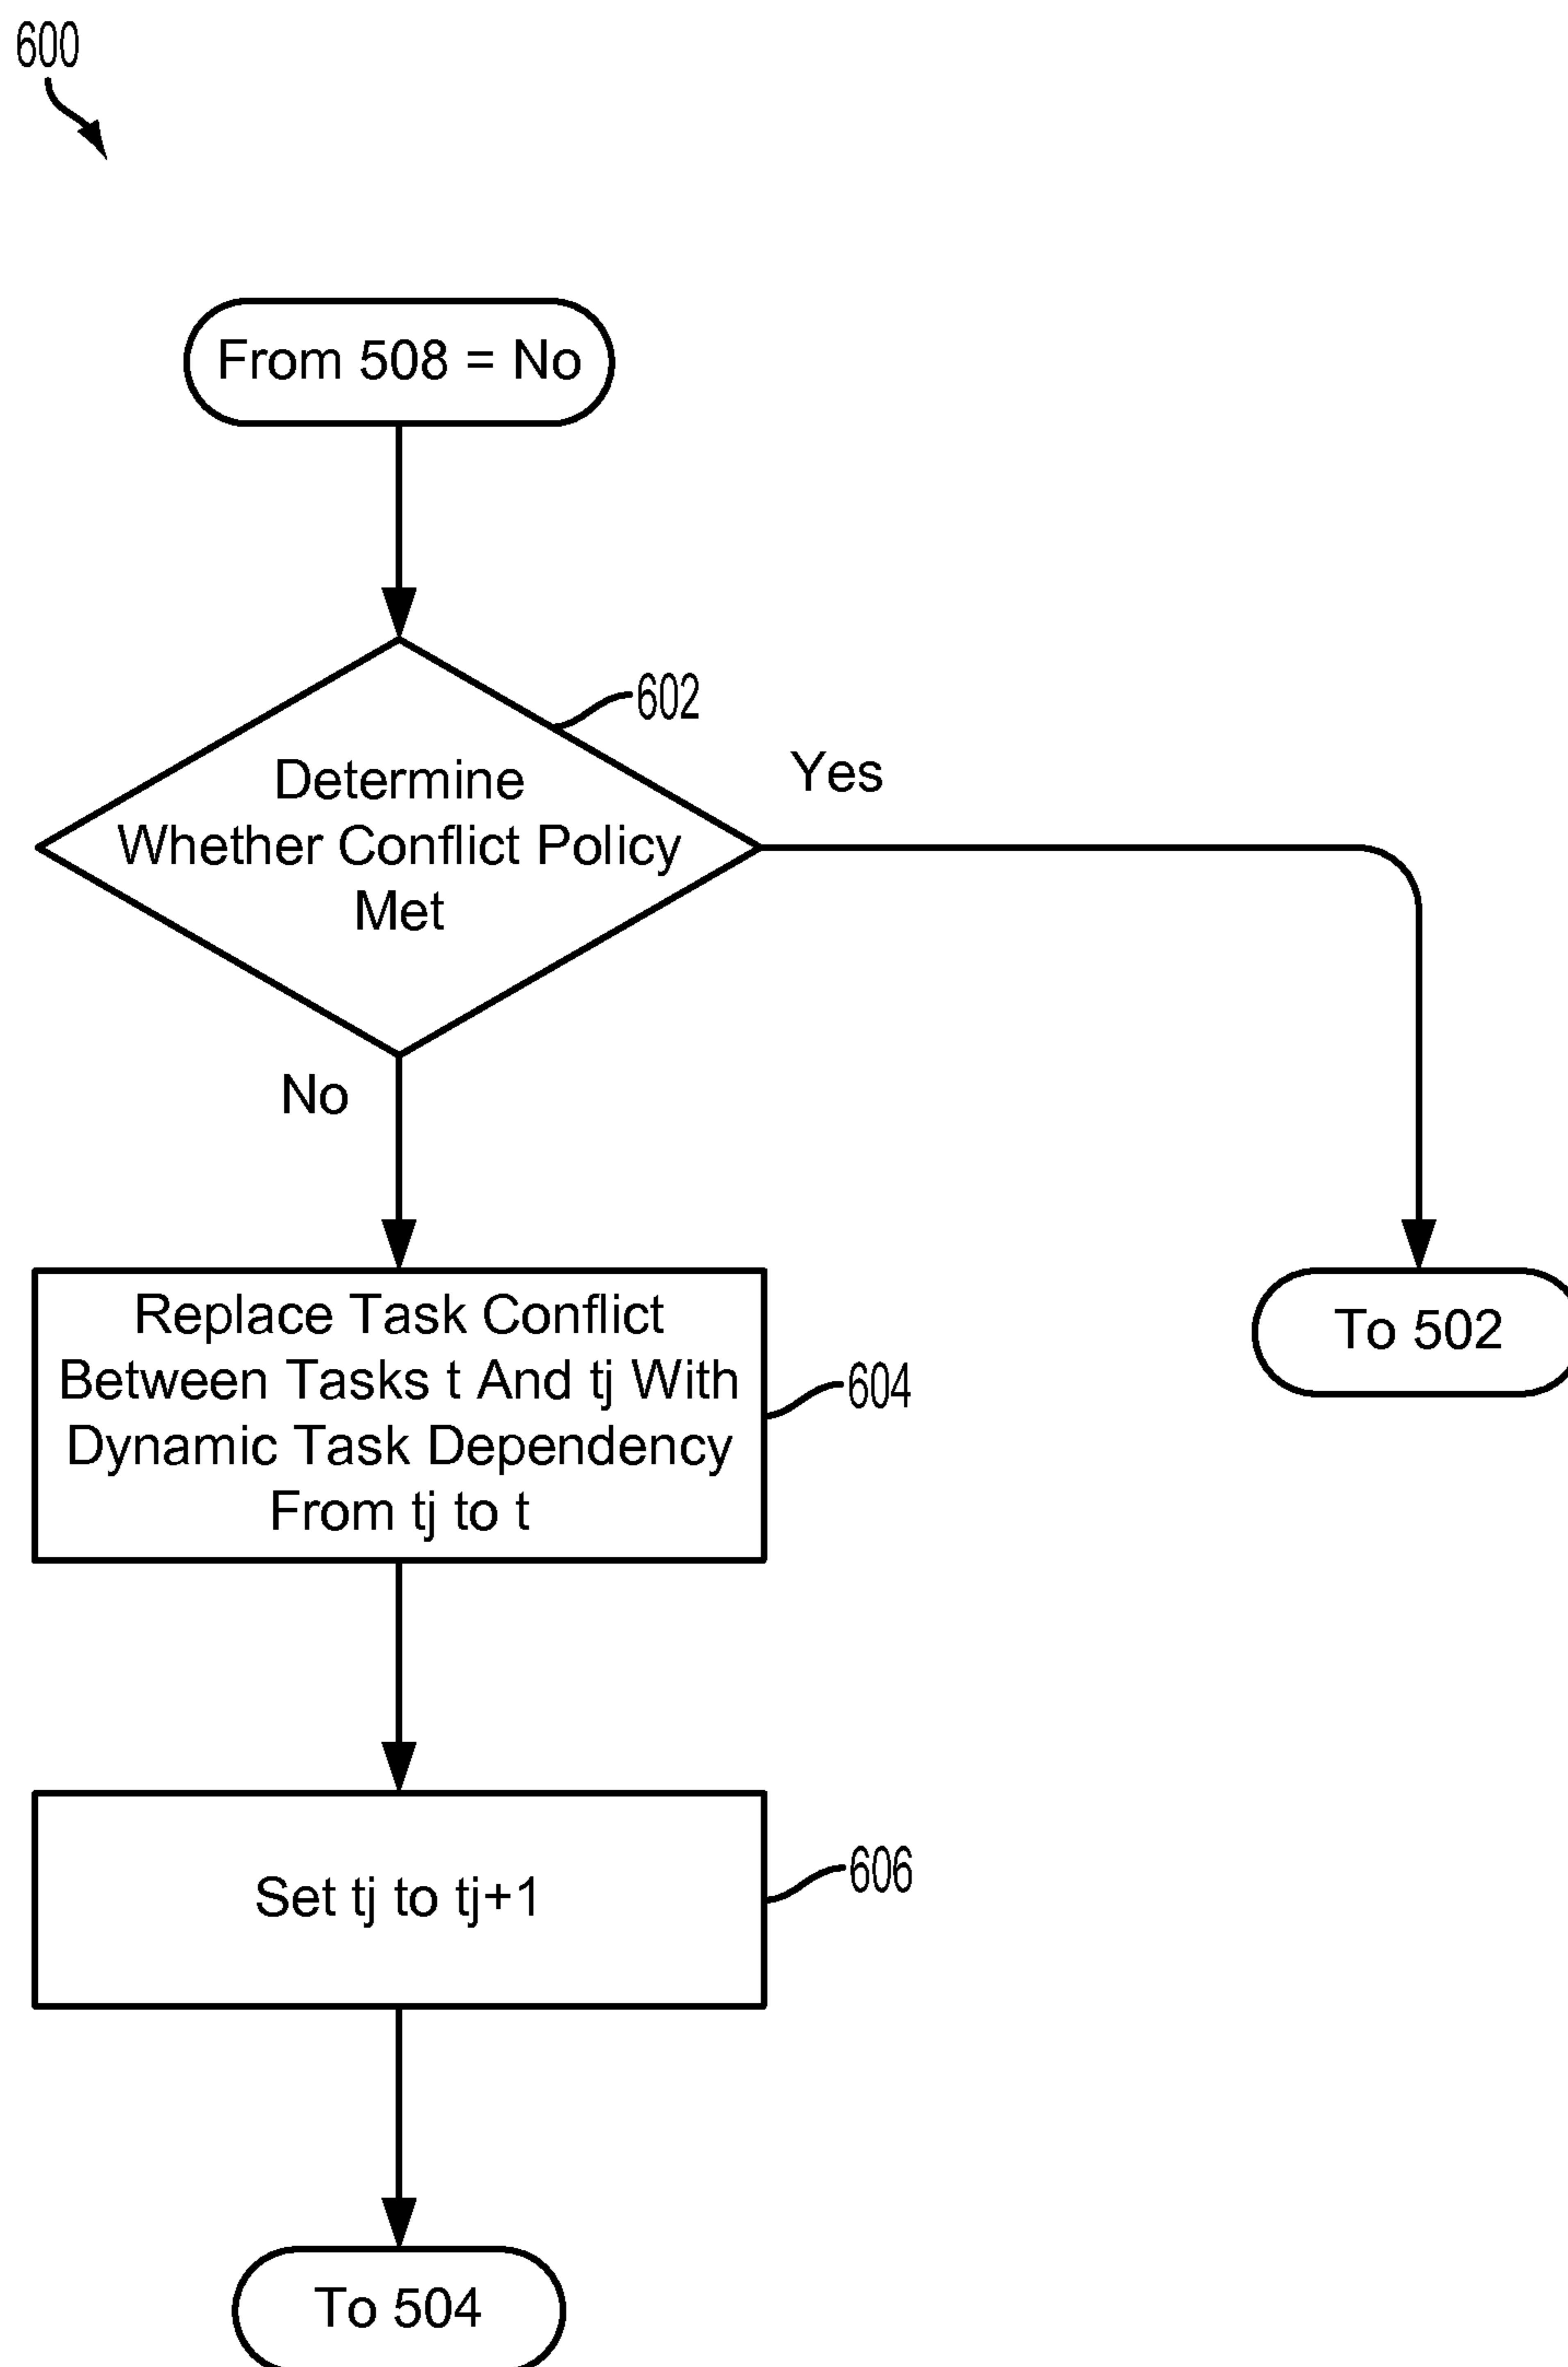 600
From 508 = No
602
Determine
Whether Conflict Policy
Met
Yes
No
Replace Task Conflict
Between Tasks t And tj With
Dynamic Task Dependency
From tj to t
604
To 502
Set tj to tj+1
606
To 504